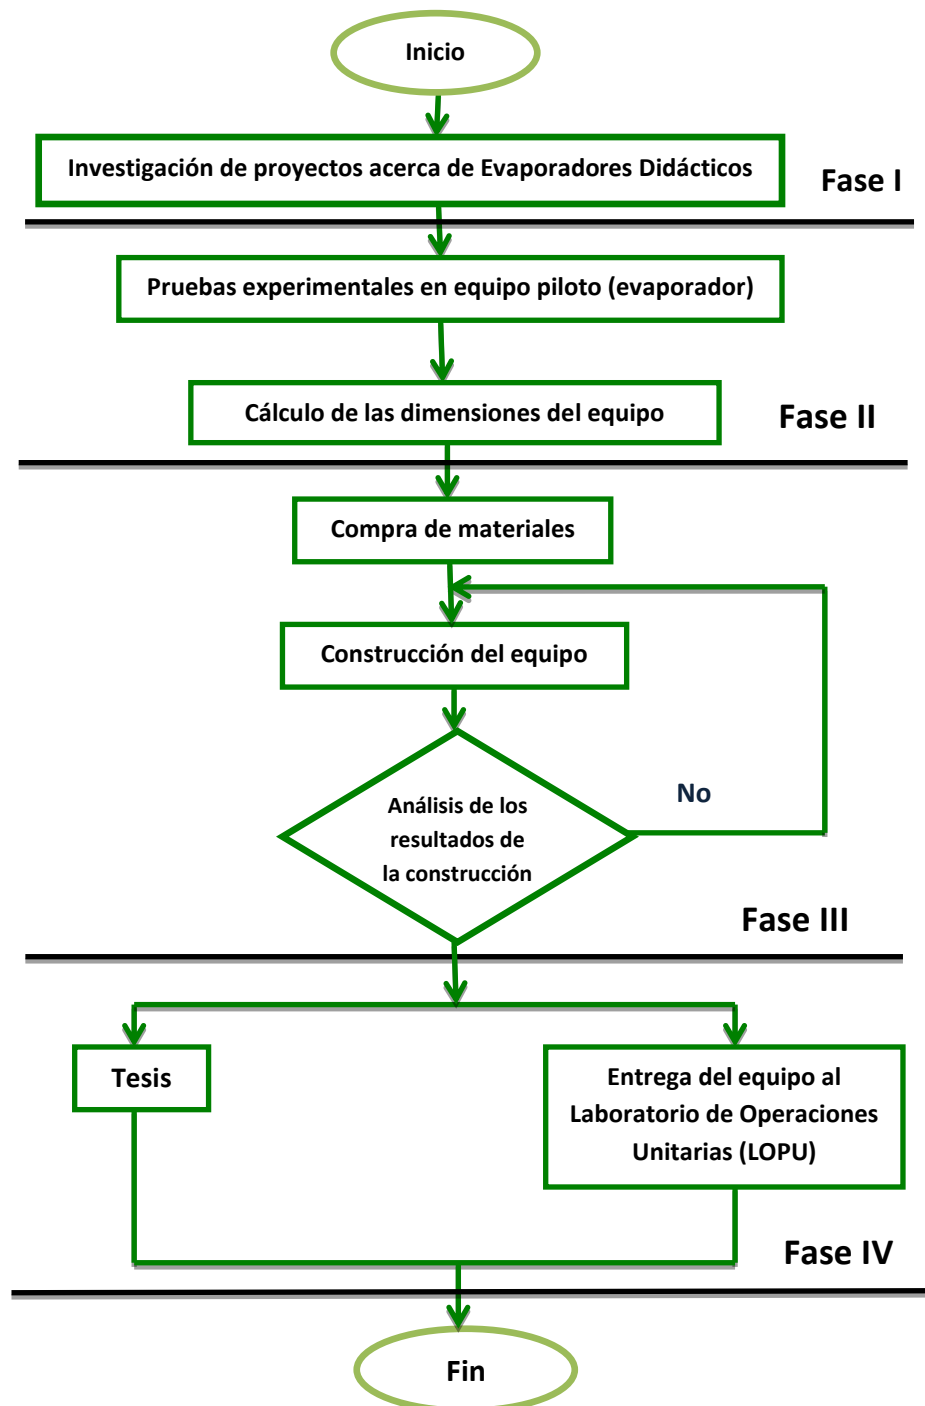 Inicio
Investigación de proyectos acerca de Evaporadores Didácticos
Fase I
Pruebas experimentales en equipo piloto (evaporador)
Cálculo de las dimensiones del equipo
Fase II
Compra de materiales
Construcción del equipo
No
Análisis de los
resultados de
la construcción
Fase III
Tesis
Entrega del equipo al
Laboratorio de Operaciones
Unitarias (LOPU)
Fase IV
Fin